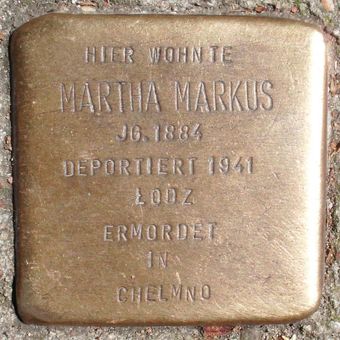 HIER WOHNTE
MARTHA MARKUS
JG. 1884
DEPORTIERT 1941
ŁODZ
ERMORDET
IN
CHELMNO